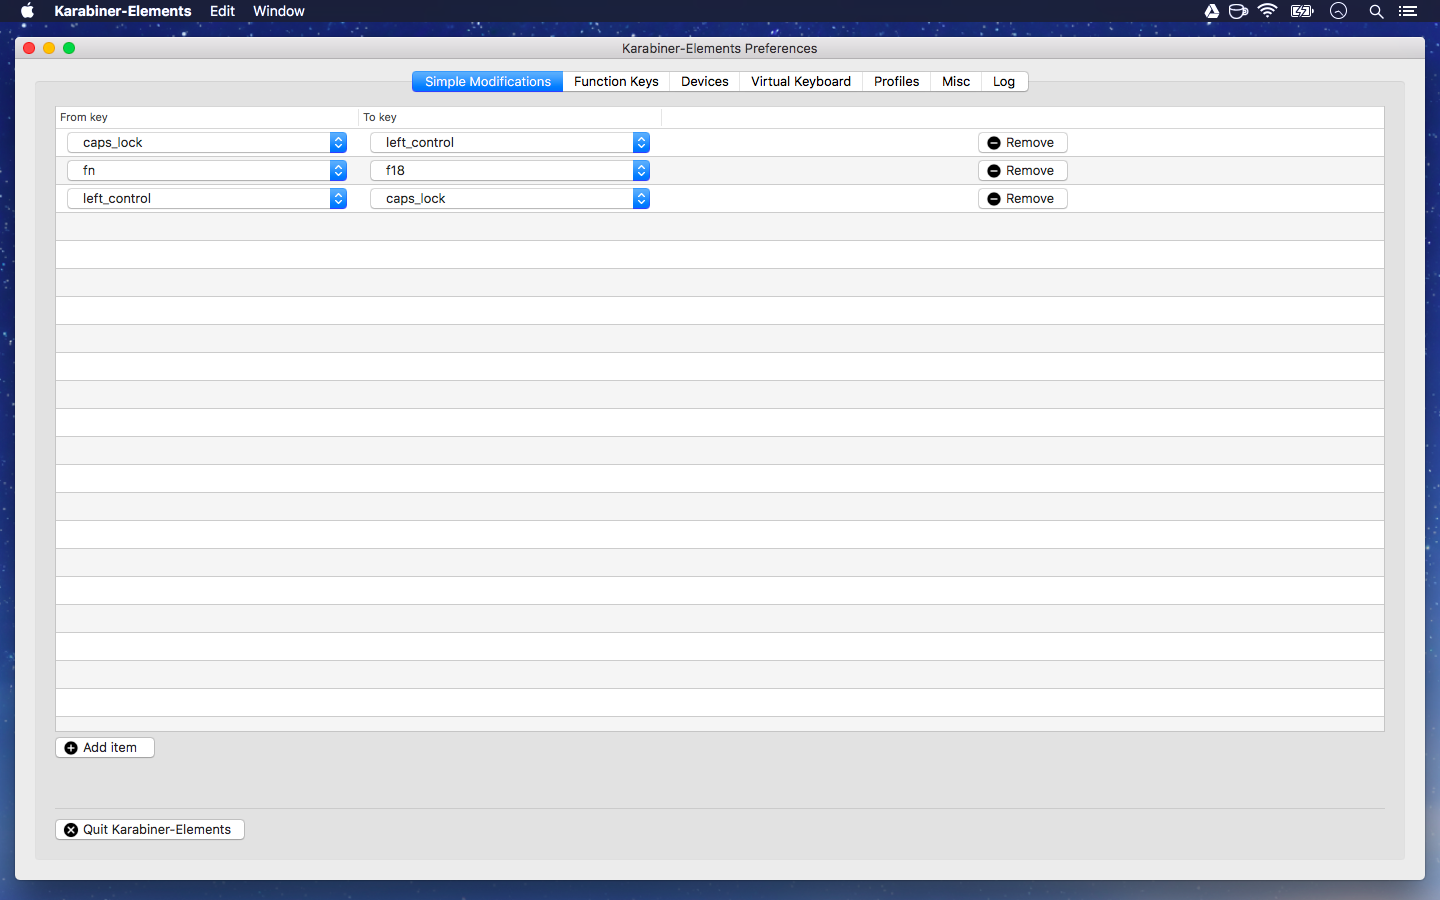 Karabiner-Elements Edit Window
Karabiner-Elements Preferences
Simple Modifications Function Keys Devices Virtual Keyboard Profiles Misc Log
From key To key
caps_lock left_control Remove
fn f18 Remove
left_control caps_lock Remove
Add item
Quit Karabiner-Elements